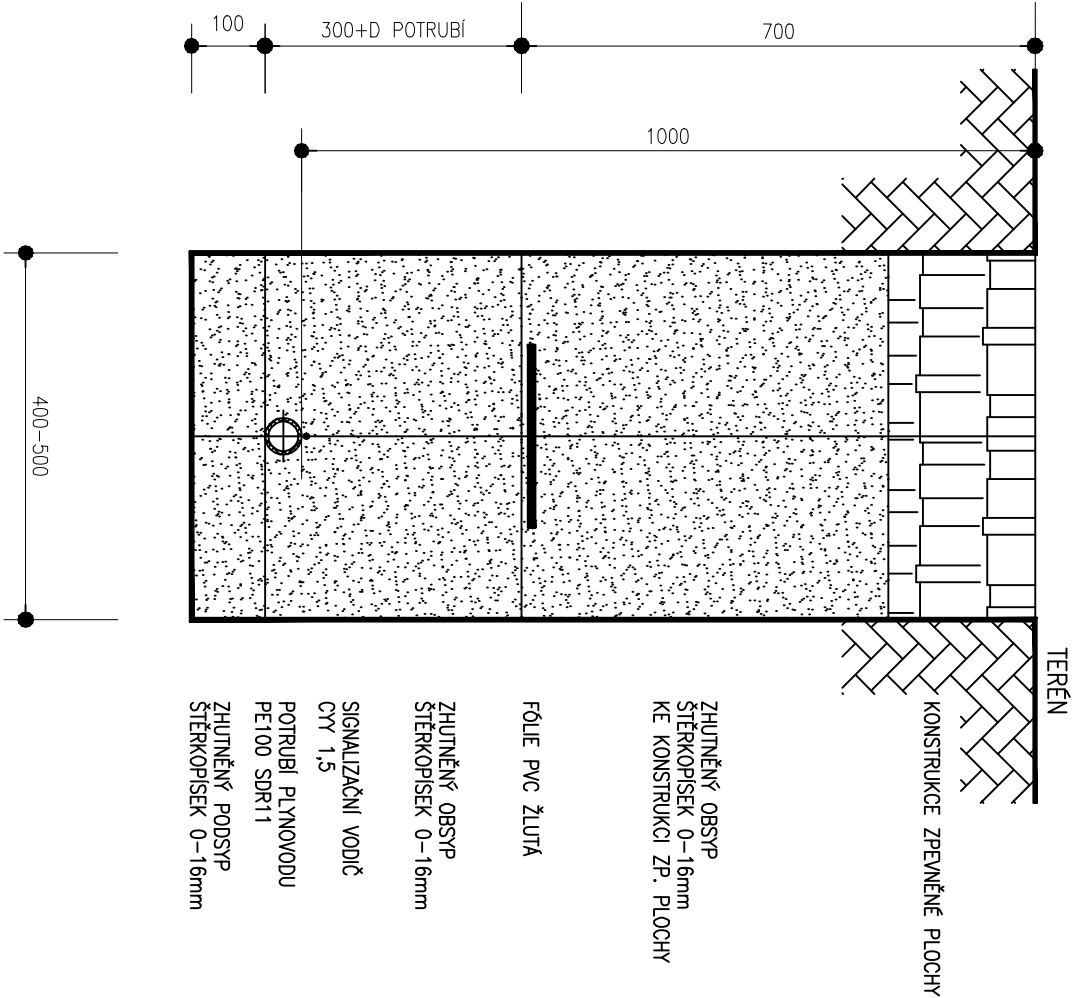 100
300+D POTRUBÍ
700
1000
400-500
TERÉN
KONSTRUKCE ZPEVNĚNÉ PLOCHY
ZHUTNĚNÝ OBSYP
ŠTĚRKOPÍSEK 0-16mm
KE KONSTRUKCI ZP. PLOCHY
FÓLIE PVC ŽLUTÁ
ZHUTNĚNÝ OBSYP
ŠTĚRKOPÍSEK 0-16mm
SIGNALIZAČNÍ VODIČ
CYY 1,5
POTRUBÍ PLYNOVODU
PE100 SDR11
ZHUTNĚNÝ PODSYP
ŠTĚRKOPÍSEK 0-16mm